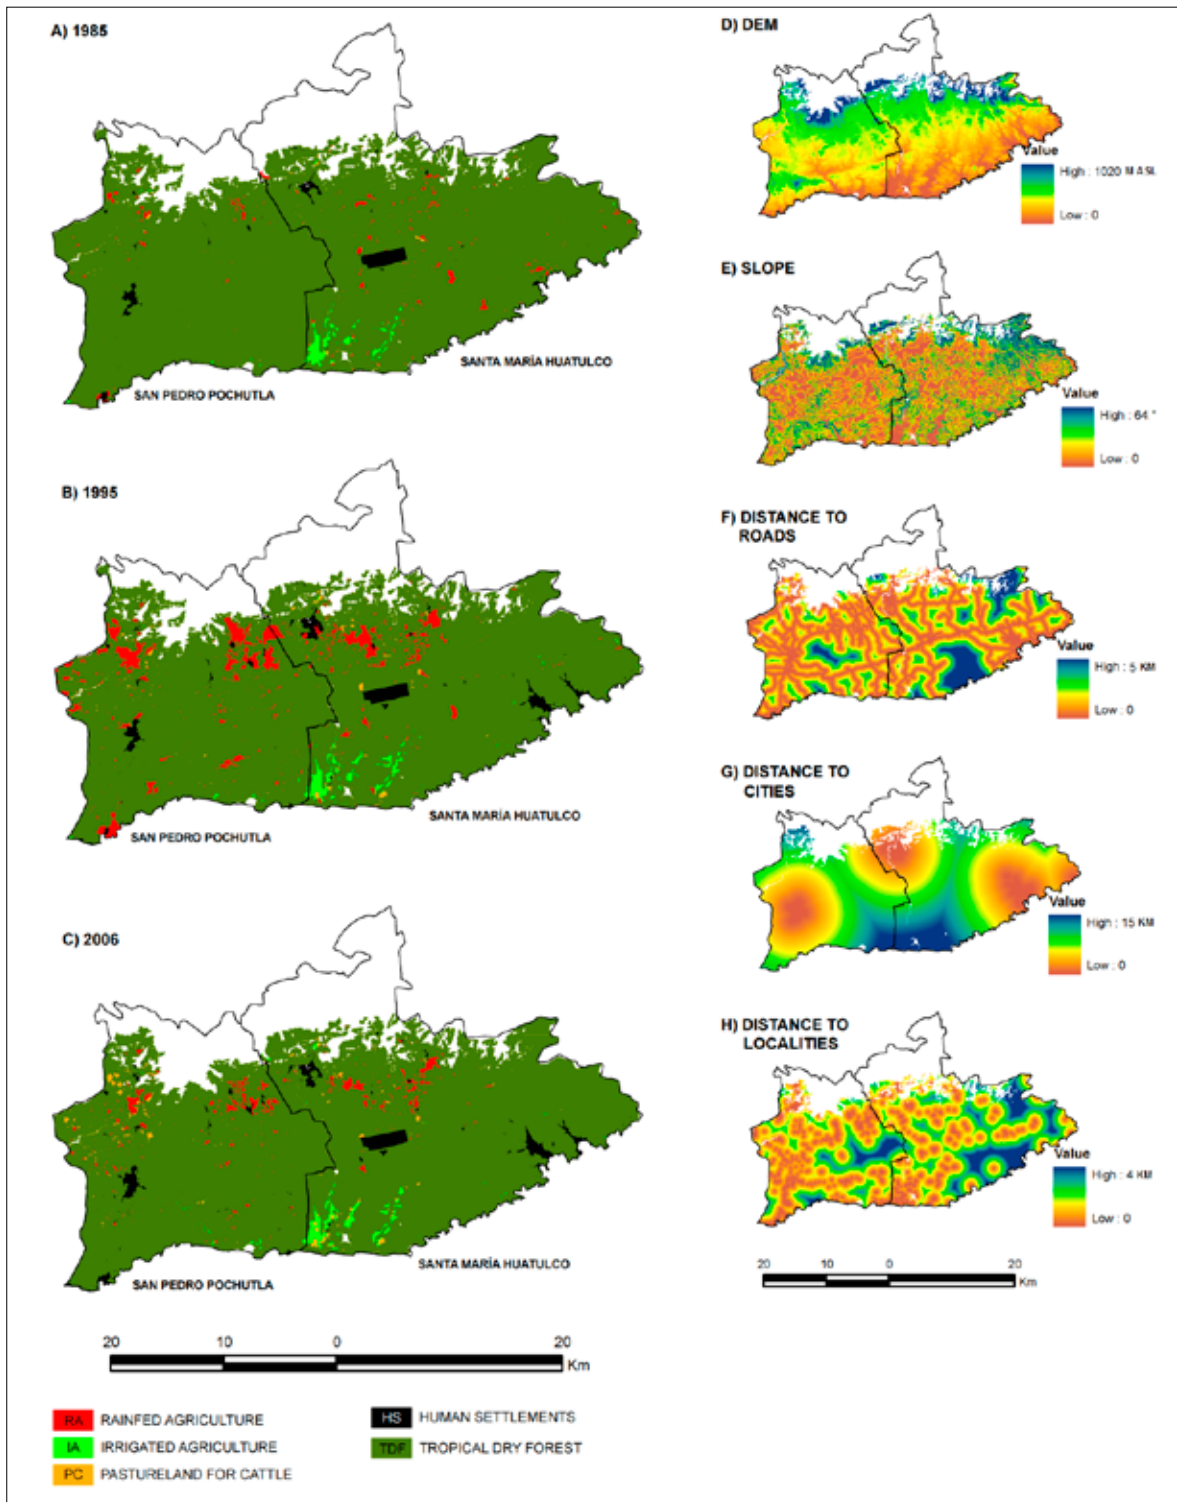 A) 1985
SANTA MARÍA HUATULCO
SAN PEDRO POCHUTLA
B) 1995
SANTA MARÍA HUATULCO
SAN PEDRO POCHUTLA
C) 2006
SANTA MARÍA HUATULCO
SAN PEDRO POCHUTLA
20 10 0 20
Km
RA RAINFED AGRICULTURE
IA IRRIGATED AGRICULTURE
PC PASTURELAND FOR CATTLE
HS HUMAN SETTLEMENTS
TDF TROPICAL DRY FOREST
D) DEM
Value
High : 1020 M ASL
Low : 0
E) SLOPE
Value
High : 64 °
Low : 0
F) DISTANCE TO
ROADS
Value
High : 5 KM
Low : 0
G) DISTANCE TO
CITIES
Value
High : 15 KM
Low : 0
H) DISTANCE TO
LOCALITIES
Value
High : 4 KM
Low : 0
20 10 0 20
Km